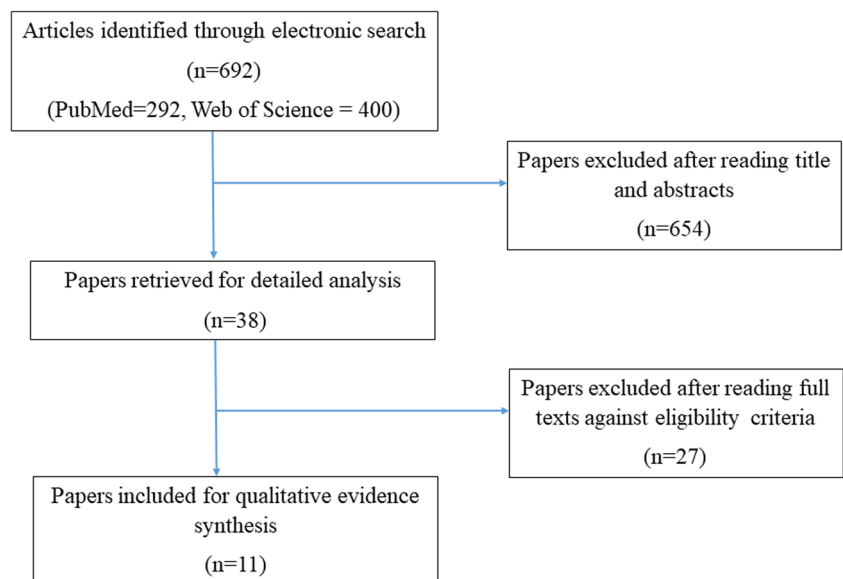 Articles identified through electronic search
(n=692)
(PubMed=292, Web of Science = 400)
Papers excluded after reading title
and abstracts
(n=654)
Papers retrieved for detailed analysis
(n=38)
Papers excluded after reading full
texts against eligibility criteria
(n=27)
Papers included for qualitative evidence
synthesis
(n=11)